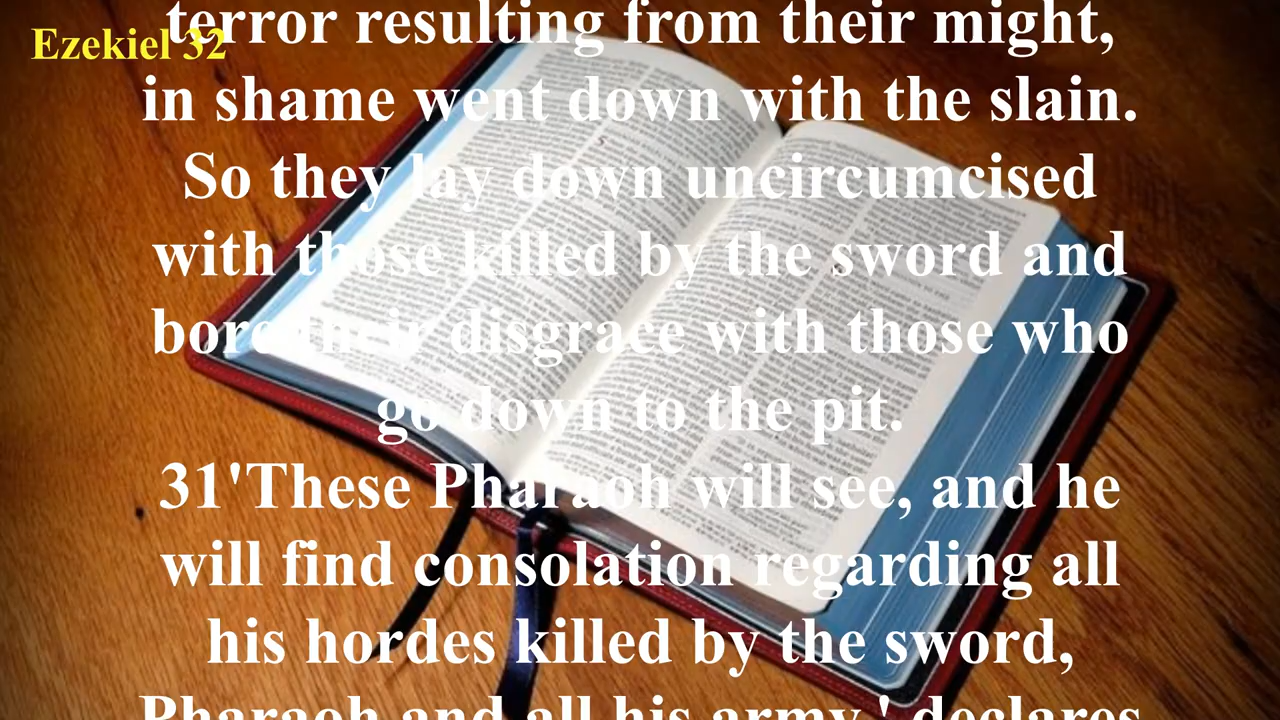 Ezekiel 32
terror resulting from their might,
in shame went down with the slain.
So they lay down uncircumcised
with those killed by the sword and
bore their disgrace with those who
go down to the pit.
31'These Pharaoh will see, and he
will find consolation regarding all
his hordes killed by the sword,
Pharaoh and all his army,' declares